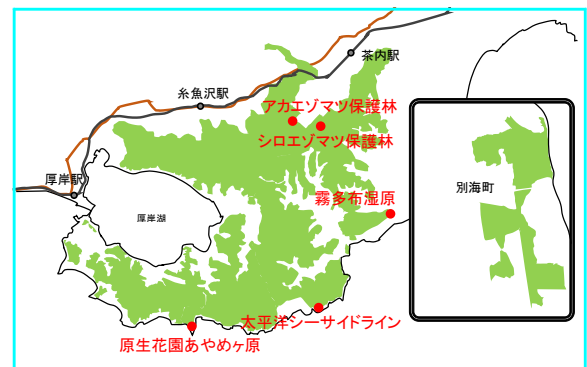 茶内駅
糸魚沢駅
アカエゾマツ保護林
シロエゾマツ保護林
厚岸駅
別海町
霧多布湿原
厚岸湖
太平洋シーサイドライン
原生花園あやめヶ原